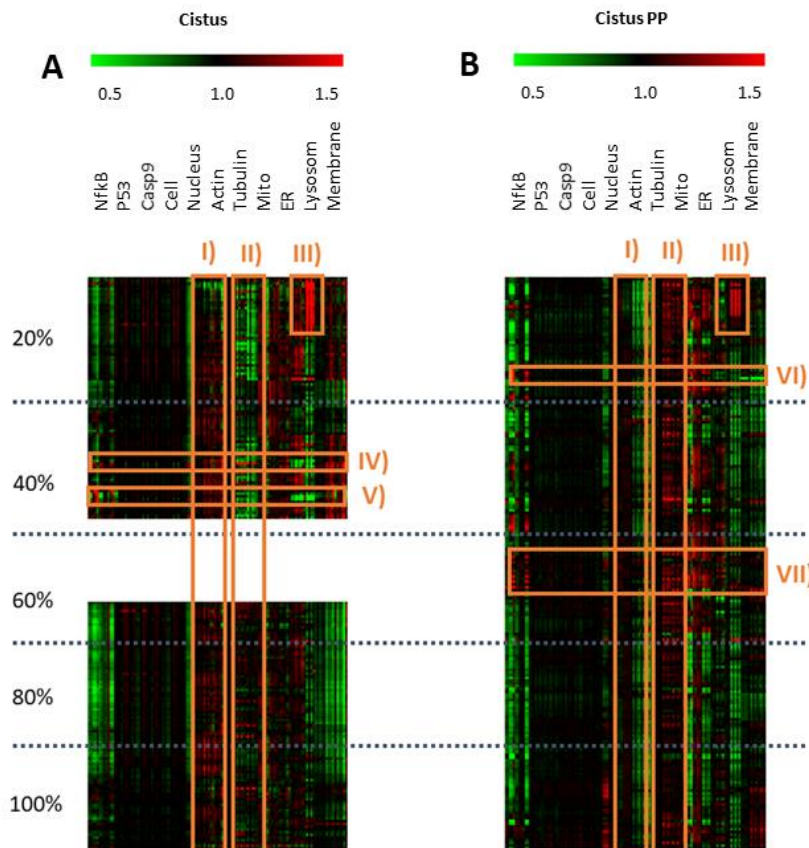 Cistus
Cistus PP
A
B
0.5 1.0 1.5
0.5 1.0 1.5
NfkB
P53
Casp9
Cell
Nucleus
Actin
Tubulin
Mito
ER
Lysosom
Membrane
NfkB
P53
Casp9
Cell
Nucleus
Actin
Tubulin
Mito
ER
Lysosom
Membrane
I) II) III)
I) II) III)
20%
VI)
IV)
40%
V)
VII)
60%
80%
100%